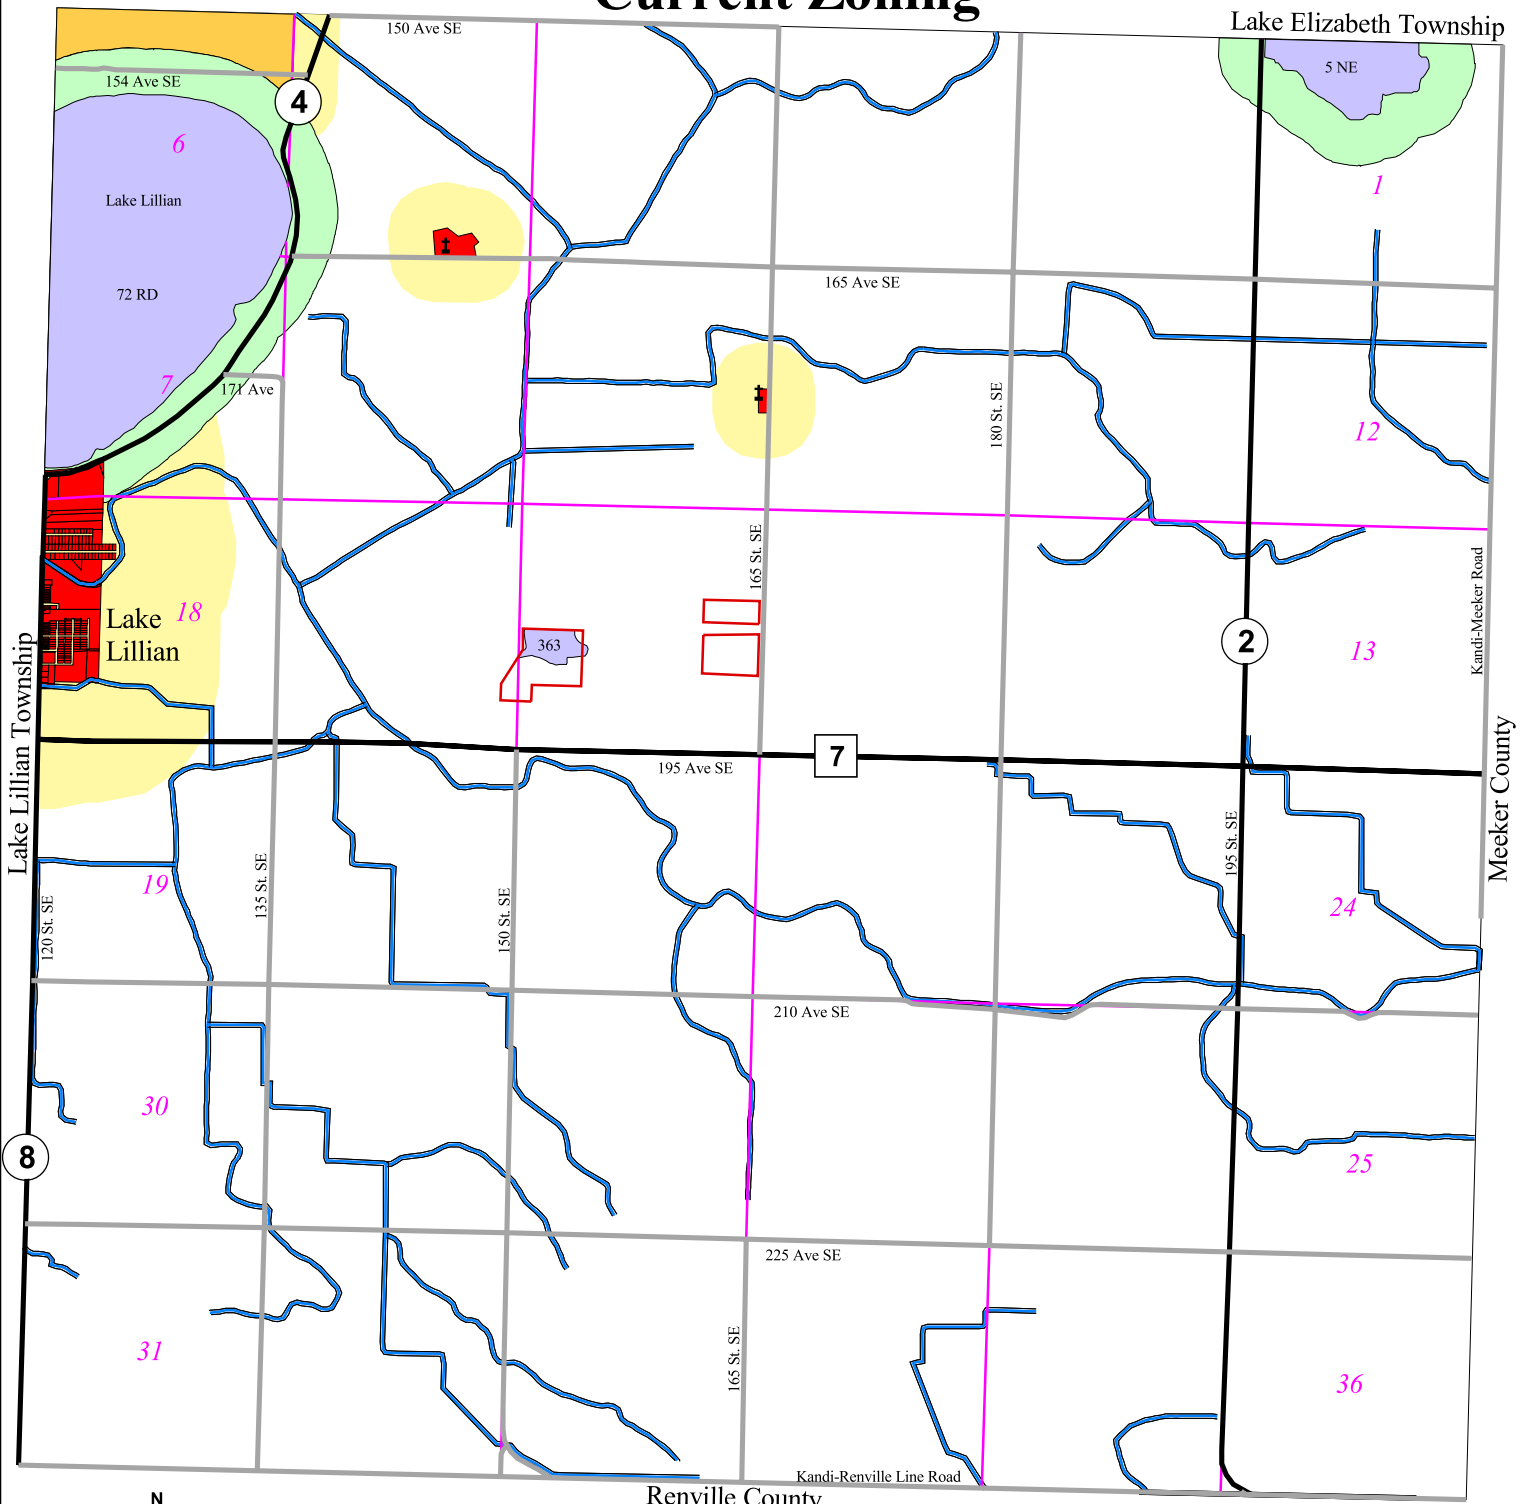 Current Zoning
Lake Elizabeth Township
150 Ave SE
5 NE
154 Ave SE
4
6
1
Lake Lillian
72 RD
165 Ave SE
7
171 Ave
180 St. SE
12
165 St. SE
Kandi-Meeker Road
18
Lake
Lillian
363
2
13
Lake Lillian Township
7
195 Ave SE
Meeker County
195 St. SE
19
135 St. SE
150 St. SE
120 St. SE
24
210 Ave SE
30
8
25
225 Ave SE
31
165 St. SE
36
Kandi-Renville Line Road
N
Renville County